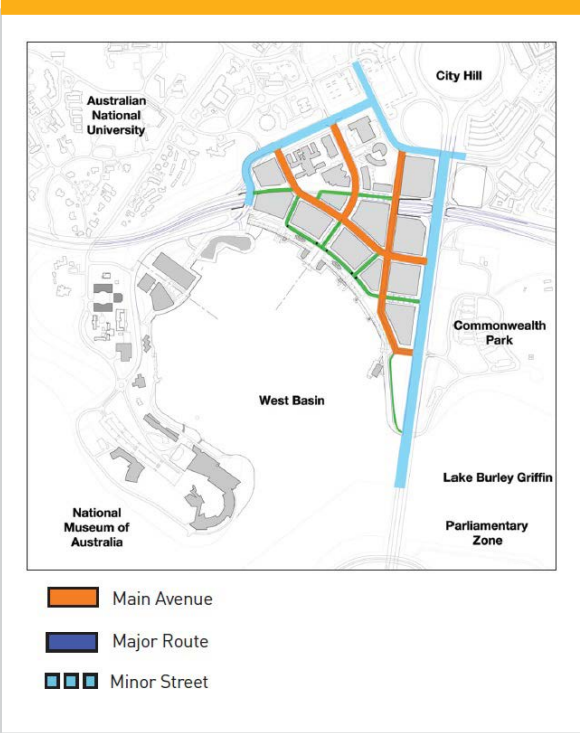 City Hill
Australian
National
University
Commonwealth
Park
West Basin
Lake Burley Griffin
National
Museum of
Australia
Parliamentary
Zone
Main Avenue
Major Route
Minor Street